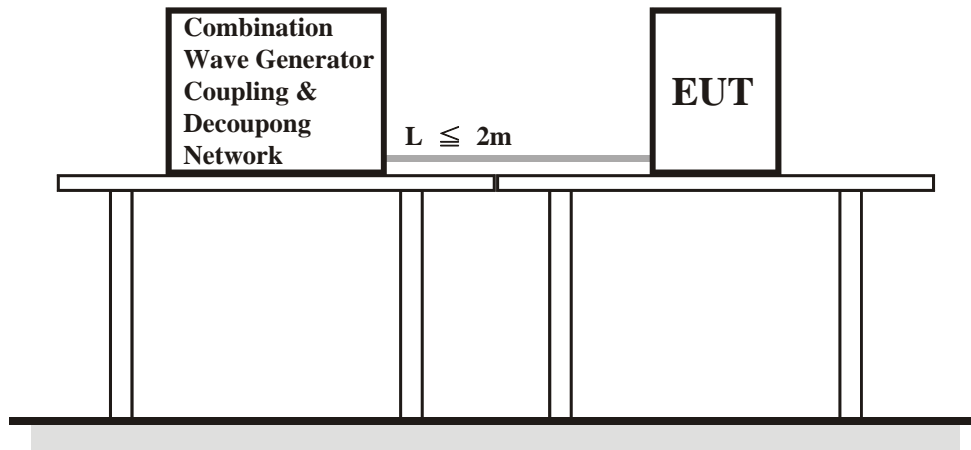 Combination
Wave Generator
Coupling &
Decoupong
Network
L ≦ 2m
EUT